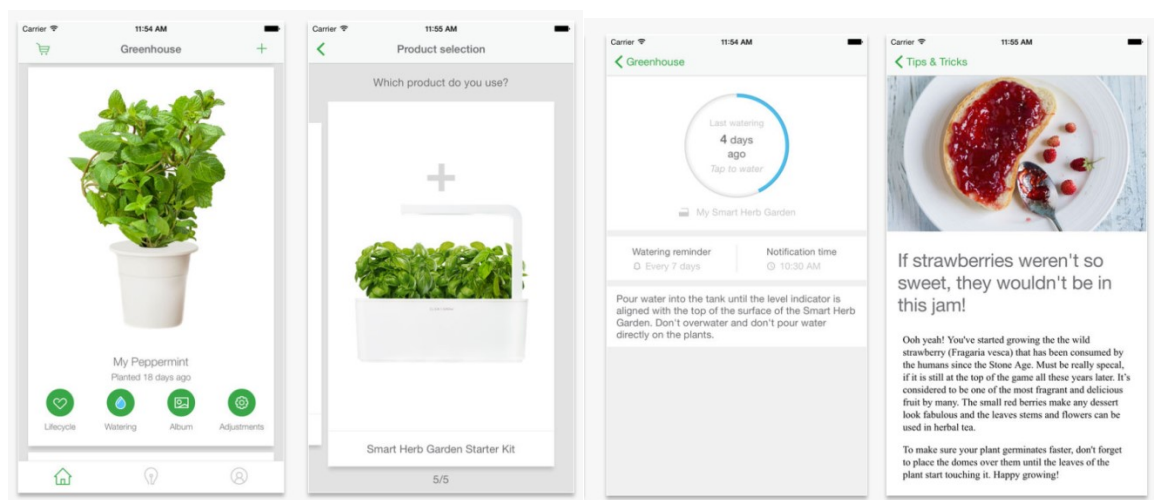 Carrier 11:54 AM
Greenhouse
My Peppermint
Planted 18 days ago
Lifecycle Watering Album Adjustments
Carrier 11:55 AM
Product selection
Which product do you use?
Smart Herb Garden Starter Kit
5/5
Carrier 11:54 AM
Greenhouse
Last watering
4 days
ago
Tap to water
My Smart Herb Garden
Watering reminder Notification time
Every 7 days 10:30 AM
Pour water into the tank until the level indicator is
aligned with the top of the surface of the Smart Herb
Garden. Don't overwater and don't pour water
directly on the plants.
Carrier 11:55 AM
Tips & Tricks
If strawberries weren't so
sweet, they wouldn't be in
this jam!
Ooh yeah! You've started growing the the wild
strawberry (Fragaria vesca) that has been consumed by
the humans since the Stone Age. Must be really specal,
if it is still at the top of the game all these years later. It's
considered to be one of the most fragrant and delicious
fruit by many. The small red berries make any dessert
look fabulous and the leaves stems and flowers can be
used in herbal tea.
To make sure your plant germinates faster, don't forget
to place the domes over them until the leaves of the
plant start touching it. Happy growing!